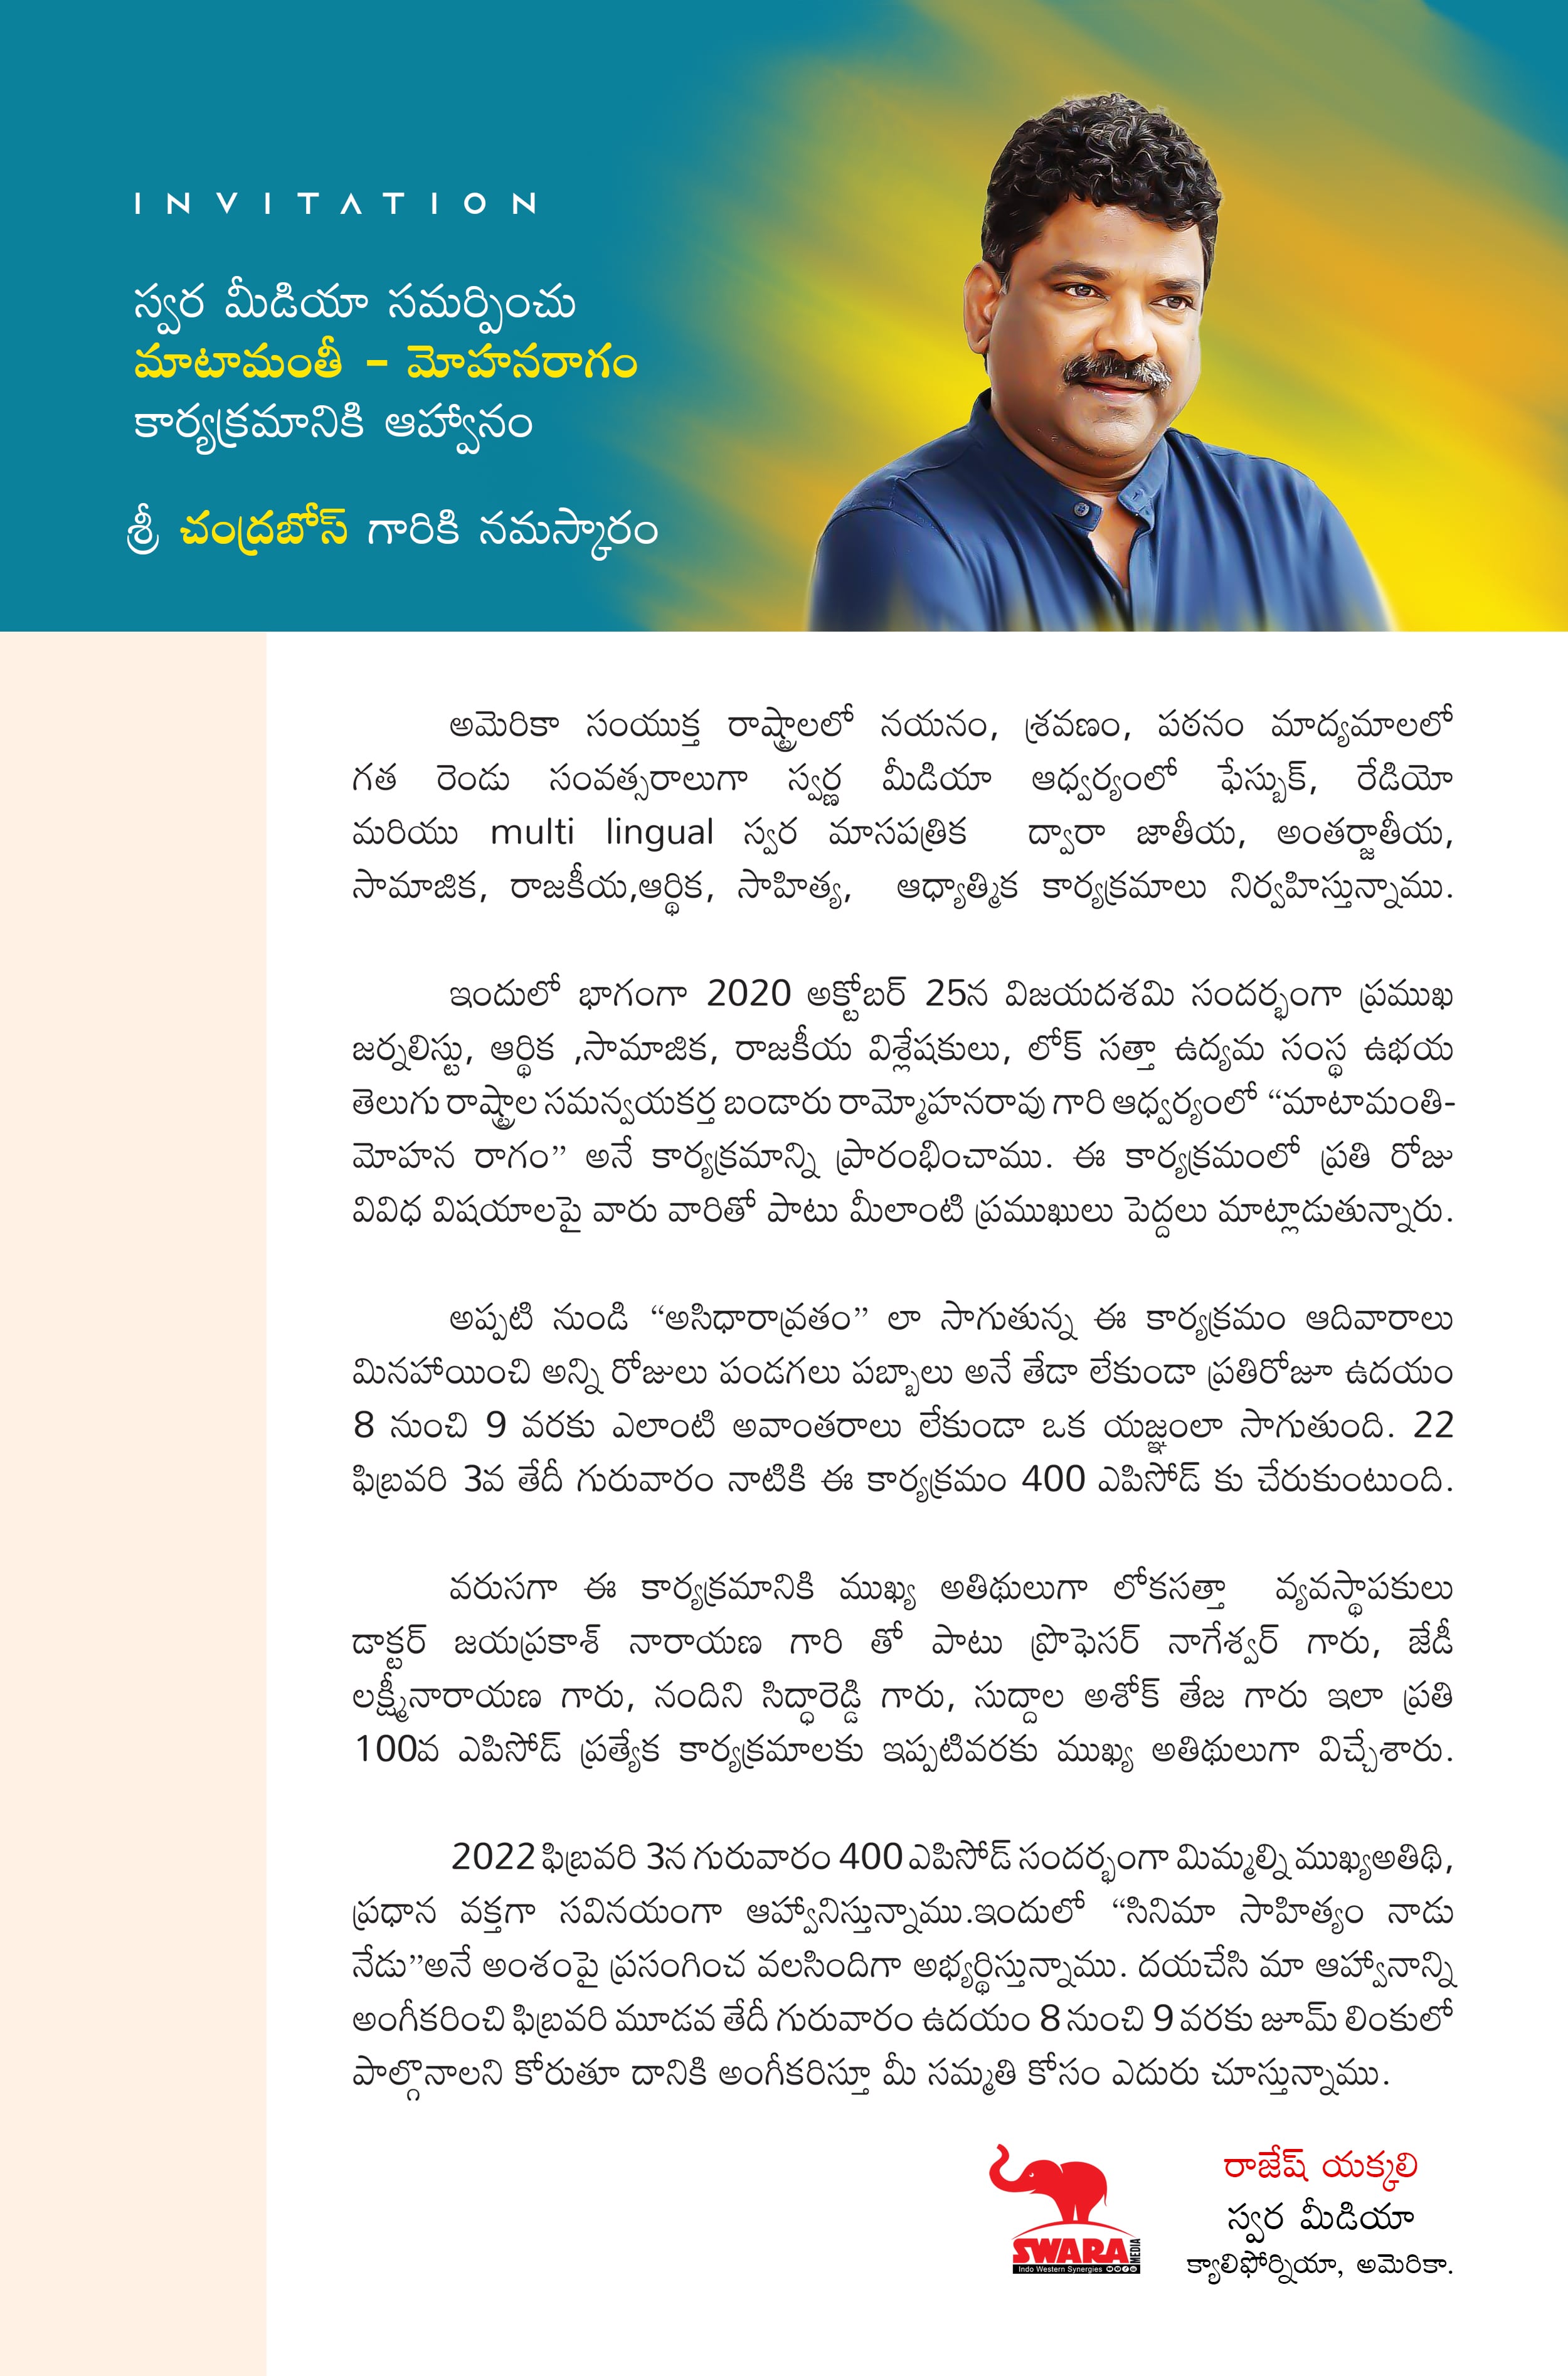 INVITATION
స్వర మీడియా సమర్పించు
మాటామంతీ - మోహనరాగం
కార్యక్రమానికి ఆహ్వానం
శ్రీ చంద్రబోస్ గారికి నమస్కారం
అమెరికా సంయుక్త రాష్ట్రాలలో నయనం, శ్రవణం, పఠనం మాద్యమాలలో
గత రెండు సంవత్సరాలుగా స్వర్ణ మీడియా ఆధ్వర్యంలో ఫేస్బుక్, రేడియో
మరియు multi lingual స్వర మాసపత్రిక ద్వారా జాతీయ, అంతర్జాతీయ,
సామాజిక, రాజకీయ,ఆర్థిక, సాహిత్య, ఆధ్యాత్మిక కార్యక్రమాలు నిర్వహిస్తున్నాము.
ఇందులో భాగంగా 2020 అక్టోబర్ 25న విజయదశమి సందర్భంగా ప్రముఖ
జర్నలిస్టు, ఆర్థిక ,సామాజిక, రాజకీయ విశ్లేషకులు, లోక్ సత్తా ఉద్యమ సంస్థ ఉభయ
తెలుగు రాష్ట్రాల సమన్వయకర్త బండారు రామ్మోహనరావు గారి ఆధ్వర్యంలో “మాటామంతి-
మోహన రాగం” అనే కార్యక్రమాన్ని ప్రారంభించాము. ఈ కార్యక్రమంలో ప్రతి రోజు
వివిధ విషయాలపై వారు వారితో పాటు మీలాంటి ప్రముఖులు పెద్దలు మాట్లాడుతున్నారు.
అప్పటి నుండి “అసిధారావ్రతం” లా సాగుతున్న ఈ కార్యక్రమం ఆదివారాలు
మినహాయించి అన్ని రోజులు పండగలు పబ్బాలు అనే తేడా లేకుండా ప్రతిరోజూ ఉదయం
8 నుంచి 9 వరకు ఎలాంటి అవాంతరాలు లేకుండా ఒక యజ్ఞంలా సాగుతుంది. 22
ఫిబ్రవరి 3వ తేదీ గురువారం నాటికి ఈ కార్యక్రమం 400 ఎపిసోడ్ కు చేరుకుంటుంది.
వరుసగా ఈ కార్యక్రమానికి ముఖ్య అతిథులుగా లోకసత్తా వ్యవస్థాపకులు
డాక్టర్ జయప్రకాశ్ నారాయణ గారి తో పాటు ప్రొఫెసర్ నాగేశ్వర్ గారు, జేడీ
లక్ష్మీనారాయణ గారు, నందిని సిద్ధారెడ్డి గారు, సుద్దాల అశోక్ తేజ గారు ఇలా ప్రతి
100వ ఎపిసోడ్ ప్రత్యేక కార్యక్రమాలకు ఇప్పటివరకు ముఖ్య అతిథులుగా విచ్చేశారు.
2022 ఫిబ్రవరి 3న గురువారం 400 ఎపిసోడ్ సందర్భంగా మిమ్మల్ని ముఖ్యఅతిథి,
ప్రధాన వక్తగా సవినయంగా ఆహ్వానిస్తున్నాము.ఇందులో “సినిమా సాహిత్యం నాడు
నేడు”అనే అంశంపై ప్రసంగించ వలసిందిగా అభ్యర్థిస్తున్నాము. దయచేసి మా ఆహ్వానాన్ని
అంగీకరించి ఫిబ్రవరి మూడవ తేదీ గురువారం ఉదయం 8 నుంచి 9 వరకు జూమ్ లింకులో
పాల్గొనాలని కోరుతూ దానికి అంగీకరిస్తూ మీ సమ్మతి కోసం ఎదురు చూస్తున్నాము.
రాజేష్ యక్కలి
స్వర మీడియా
క్యాలిఫోర్నియా, అమెరికా.
SWARA MEDIA
Indo Western Synergies